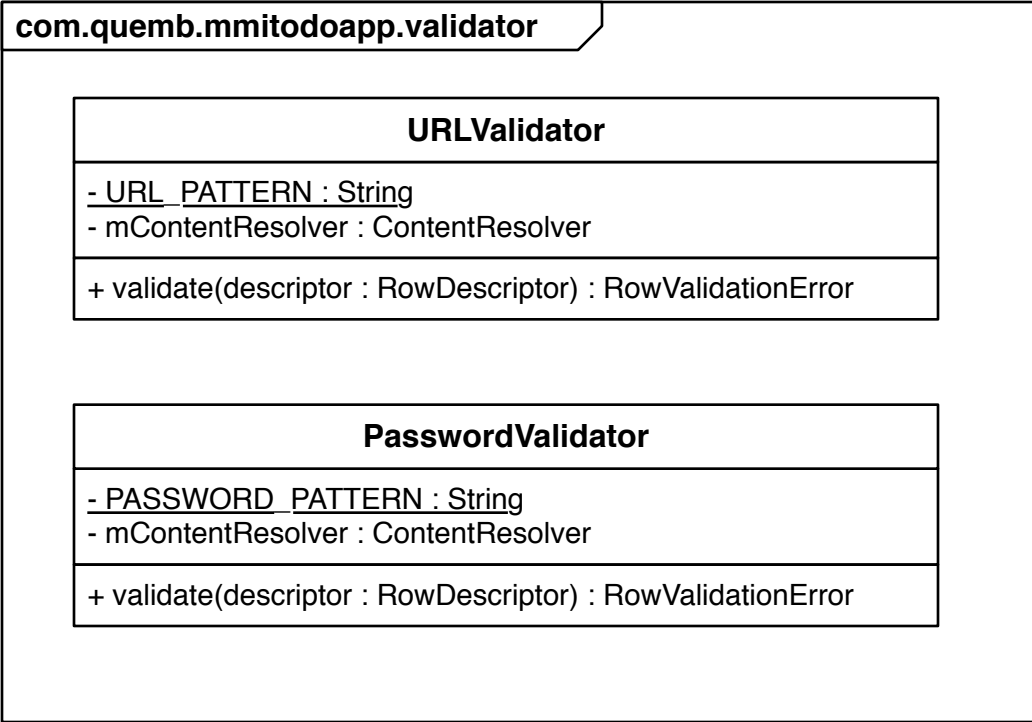 com.quemb.mmitodoapp.validator
URLValidator
- URL_PATTERN : String
- mContentResolver : ContentResolver
+ validate(descriptor : RowDescriptor) : RowValidationError
PasswordValidator
- PASSWORD_PATTERN : String
- mContentResolver : ContentResolver
+ validate(descriptor : RowDescriptor) : RowValidationError